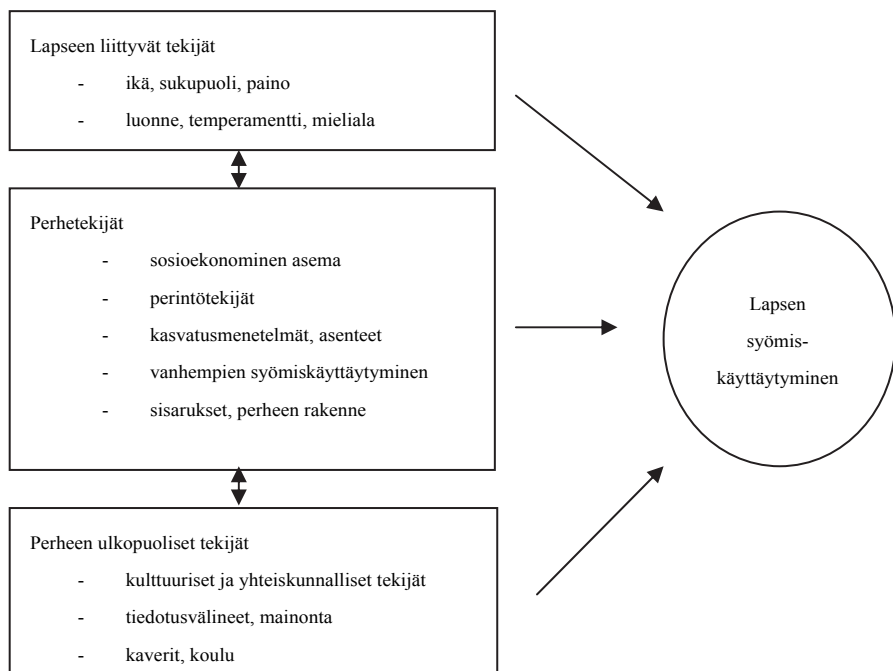 Lapseen liittyvät tekijät
- ikä, sukupuoli, paino
- luonne, temperamentti, mieliala
Perhetekijät
- sosioekonominen asema
- perintötekijät
- kasvatusmenetelmät, asenteet
- vanhempien syömiskäyttäytyminen
- sisarukset, perheen rakenne
Perheen ulkopuoliset tekijät
- kulttuuriset ja yhteiskunnalliset tekijät
- tiedotusvälineet, mainonta
- kaverit, koulu
Lapsen
syömis-
käyttäytyminen